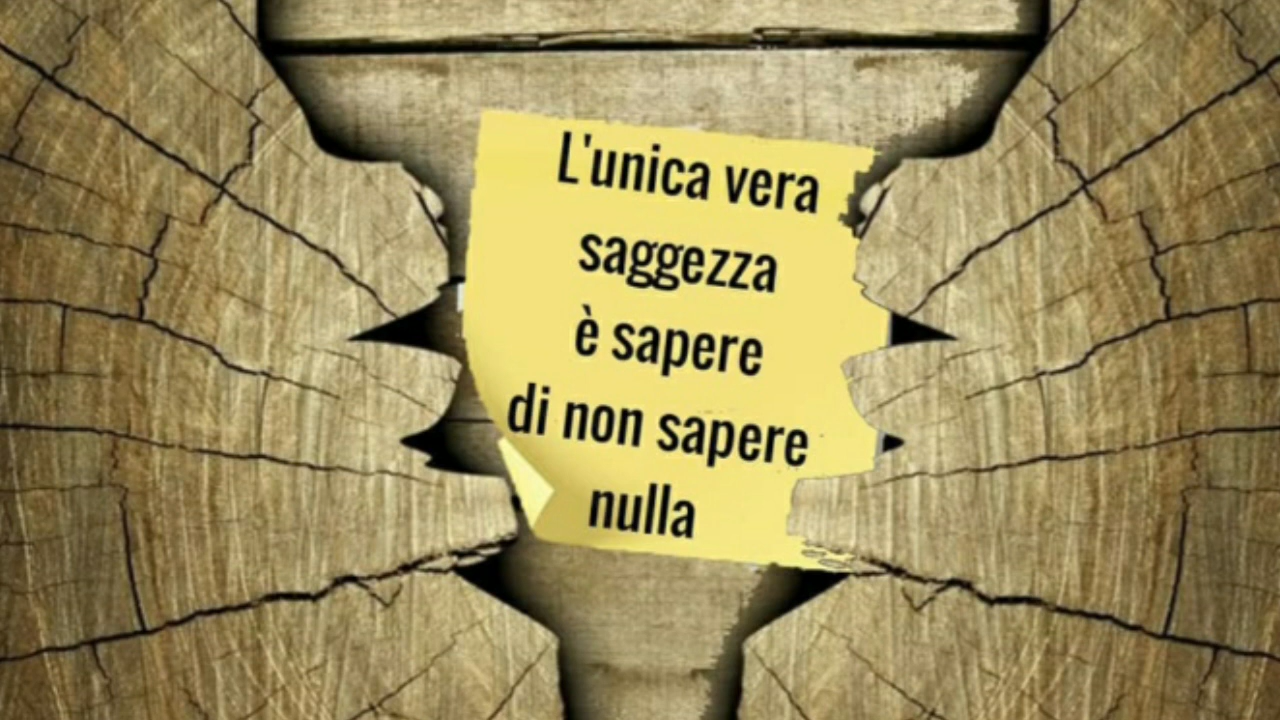 L'unica vera
saggezza
è sapere
di non sapere
nulla